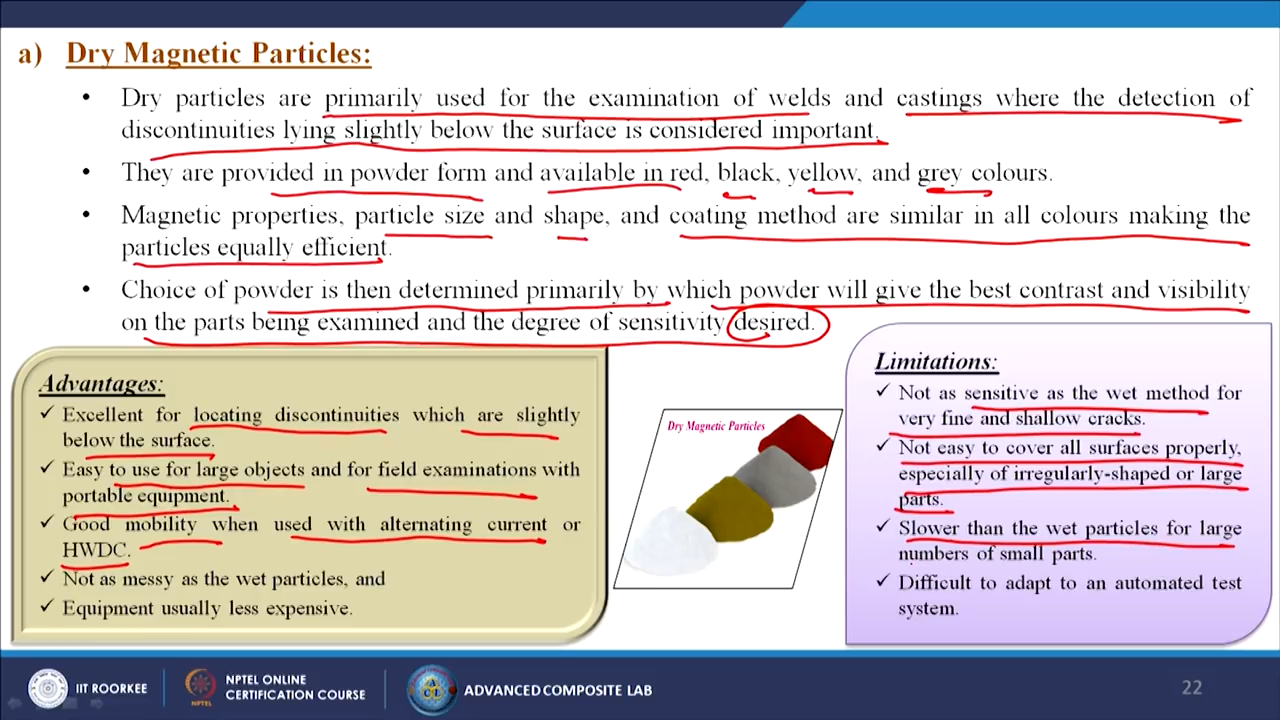 a) Dry Magnetic Particles:
• Dry particles are primarily used for the examination of welds and castings where the detection of
discontinuities lying slightly below the surface is considered important.
• They are provided in powder form and available in red, black, yellow, and grey colours.
• Magnetic properties, particle size and shape, and coating method are similar in all colours making the
particles equally efficient.
• Choice of powder is then determined primarily by which powder will give the best contrast and visibility
on the parts being examined and the degree of sensitivity desired.
Advantages:
✓ Excellent for locating discontinuities which are slightly
below the surface.
✓ Easy to use for large objects and for field examinations with
portable equipment.
✓ Good mobility when used with alternating current or
HWDC.
✓ Not as messy as the wet particles, and
✓ Equipment usually less expensive.
Dry Magnetic Particles
Limitations:
✓ Not as sensitive as the wet method for
very fine and shallow cracks.
✓ Not easy to cover all surfaces properly,
especially of irregularly-shaped or large
parts.
✓ Slower than the wet particles for large
numbers of small parts.
✓ Difficult to adapt to an automated test
system.
IIT ROORKEE
NPTEL
NPTEL ONLINE
CERTIFICATION COURSE
ADVANCED COMPOSITE LAB
22